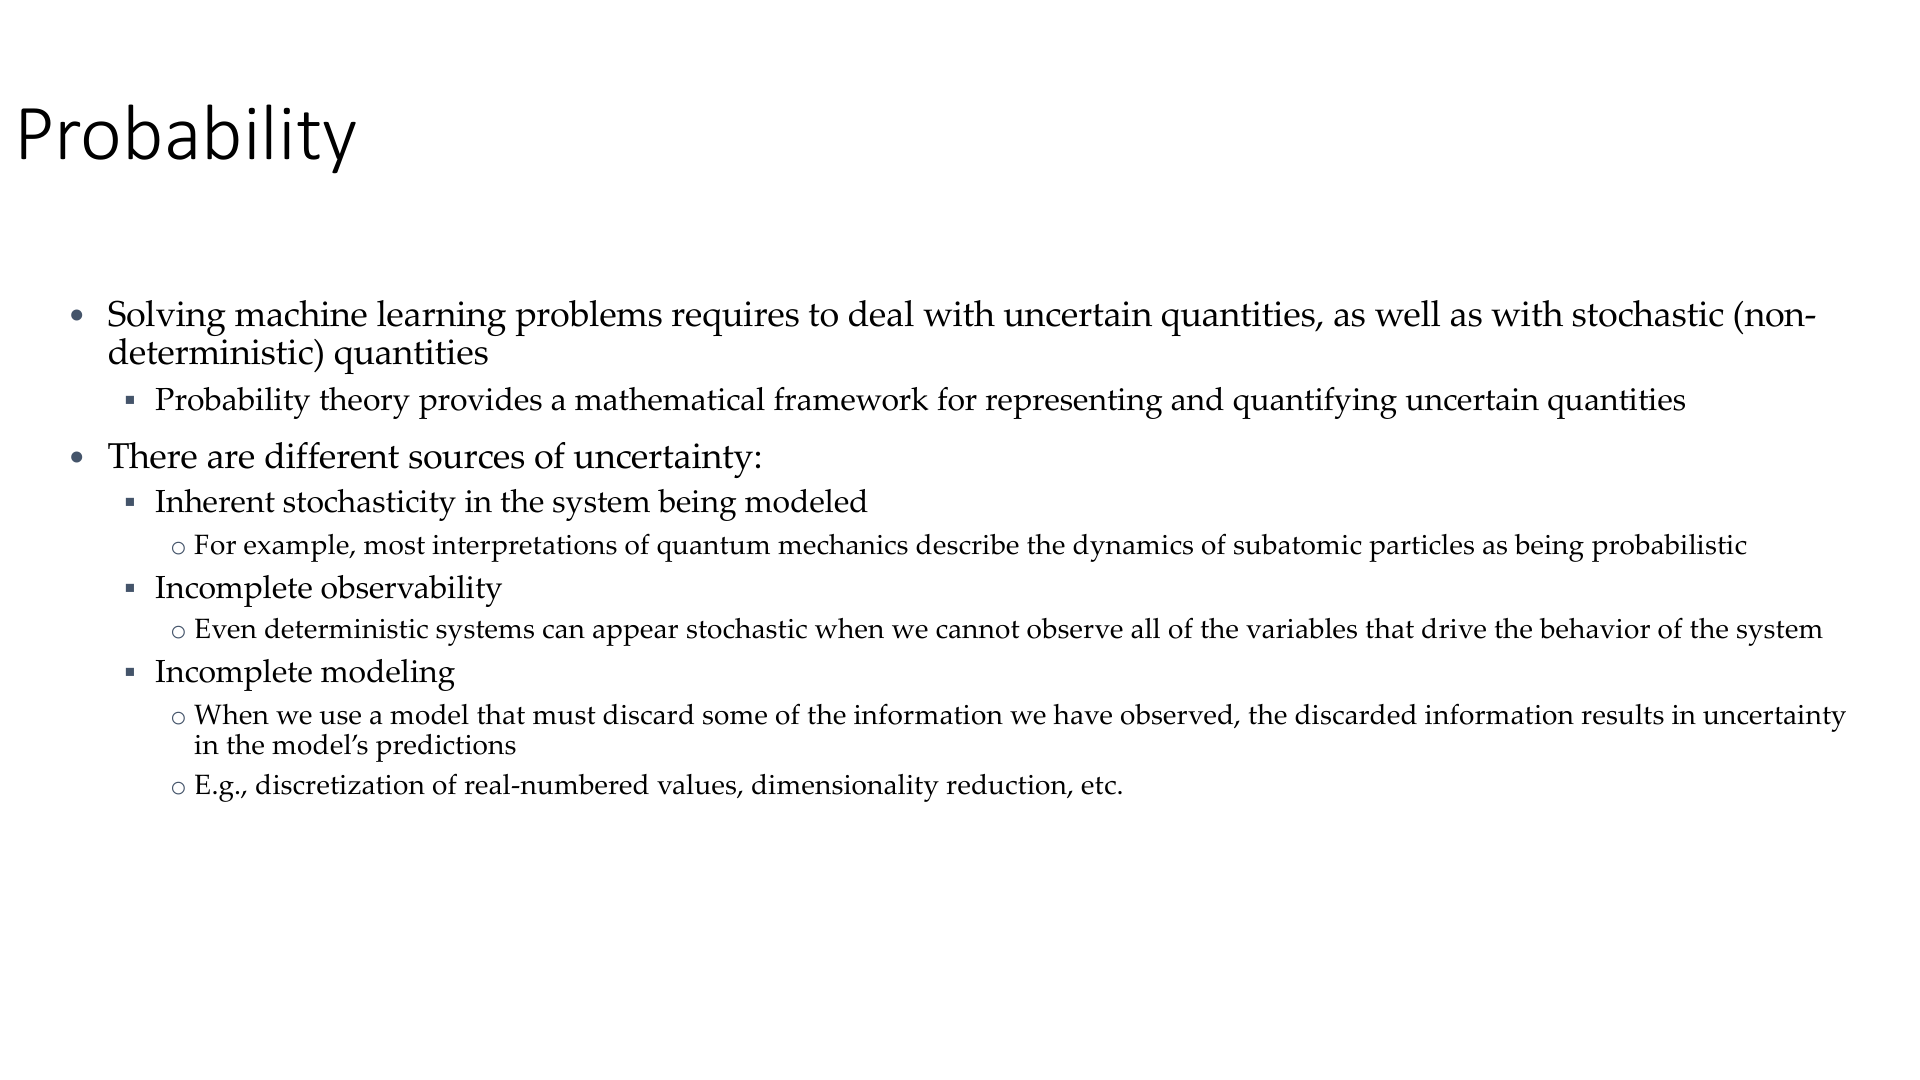 Probability
• Solving machine learning problems requires to deal with uncertain quantities, as well as with stochastic (non-
deterministic) quantities
▪ Probability theory provides a mathematical framework for representing and quantifying uncertain quantities
• There are different sources of uncertainty:
▪ Inherent stochasticity in the system being modeled
o For example, most interpretations of quantum mechanics describe the dynamics of subatomic particles as being probabilistic
▪ Incomplete observability
o Even deterministic systems can appear stochastic when we cannot observe all of the variables that drive the behavior of the system
▪ Incomplete modeling
o When we use a model that must discard some of the information we have observed, the discarded information results in uncertainty
in the model’s predictions
o E.g., discretization of real-numbered values, dimensionality reduction, etc.